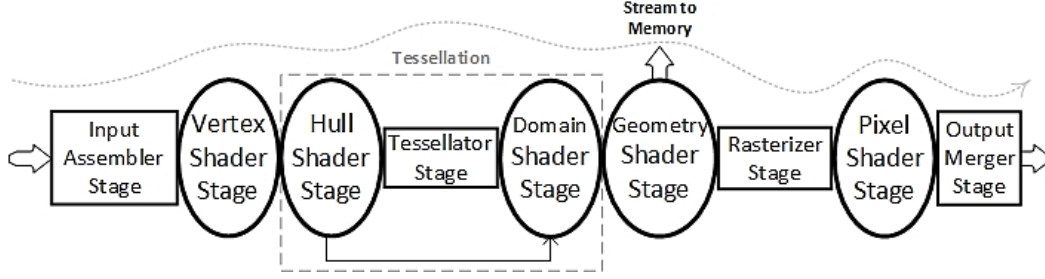 Stream to
Memory
Tessellation
Input
Assembler
Stage
Vertex
Shader
Stage
Hull
Shader
Stage
Tessellator
Stage
Domain
Shader
Stage
Geometry
Shader
Stage
Rasterizer
Stage
Pixel
Shader
Stage
Output
Merger
Stage